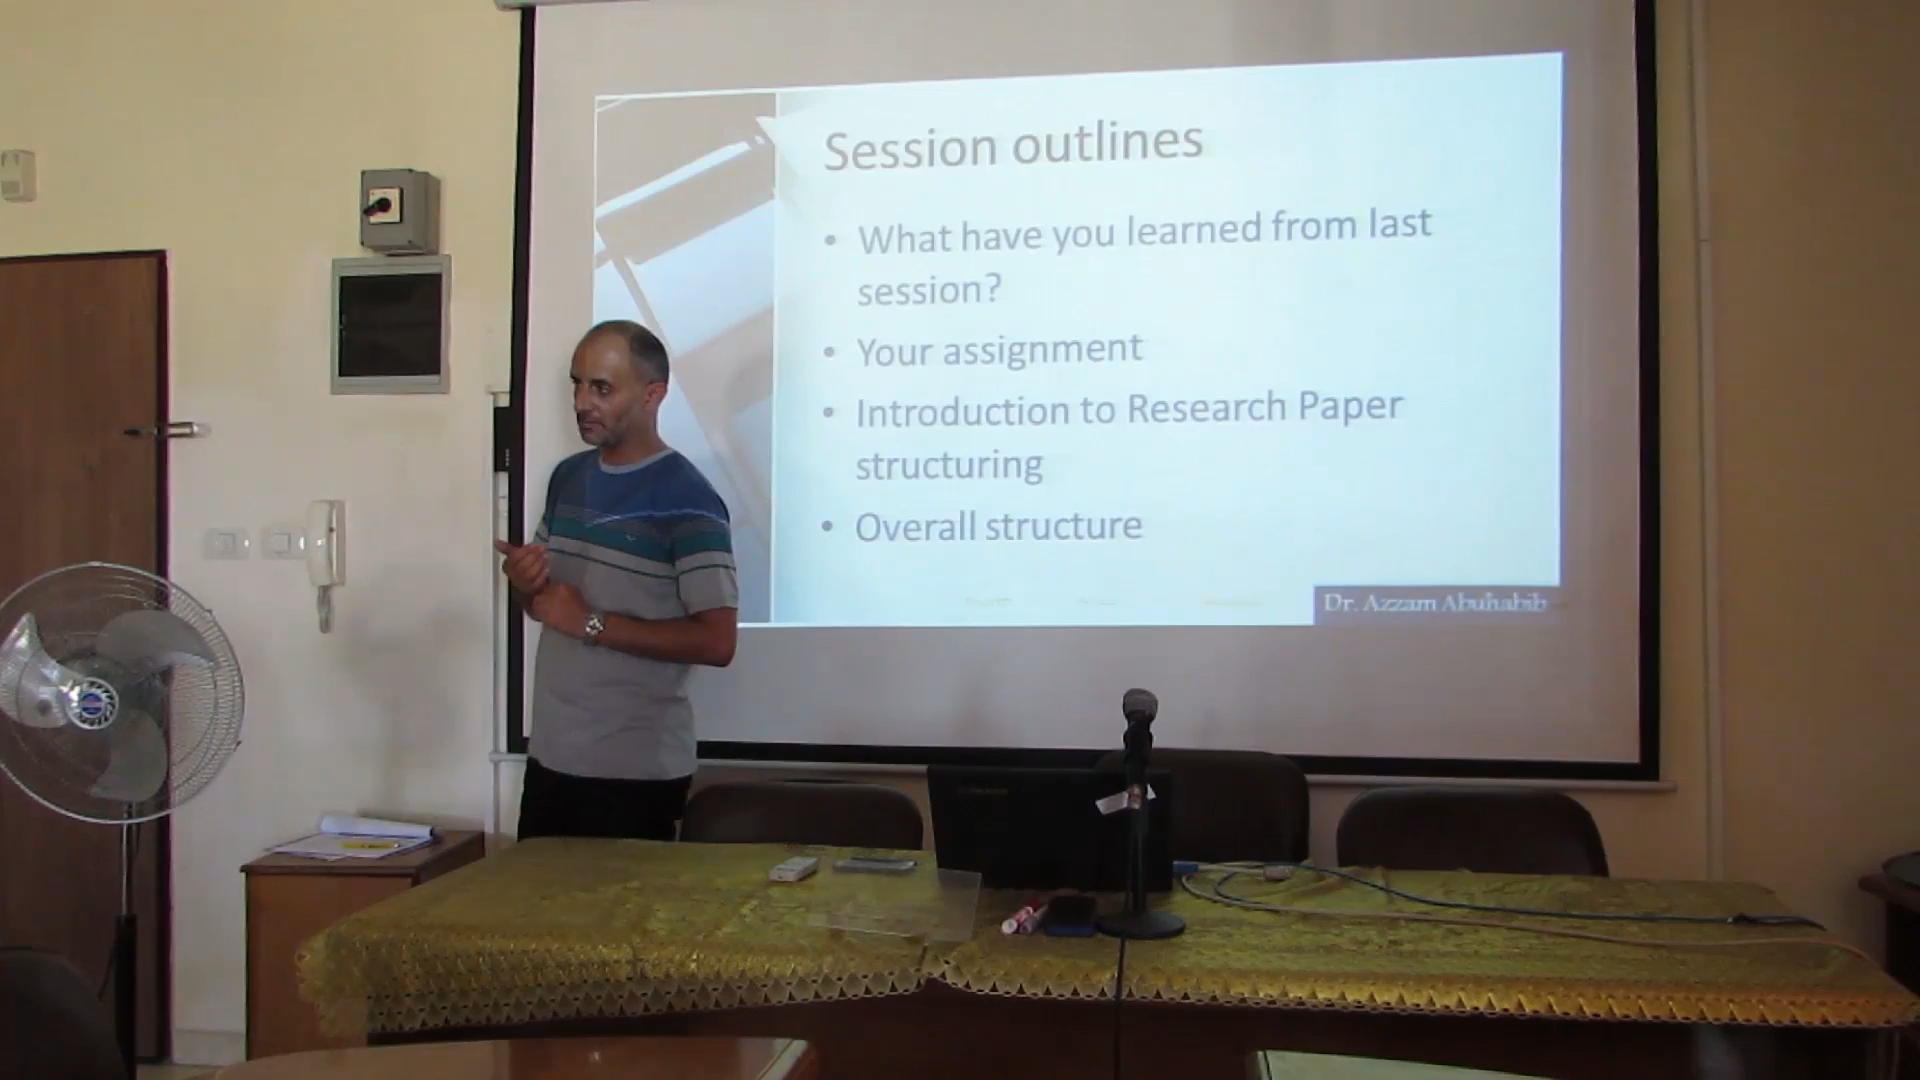 Session outlines
• What have you learned from last
session?
• Your assignment
• Introduction to Research Paper
structuring
• Overall structure
Dr. Azzam Abuhabib